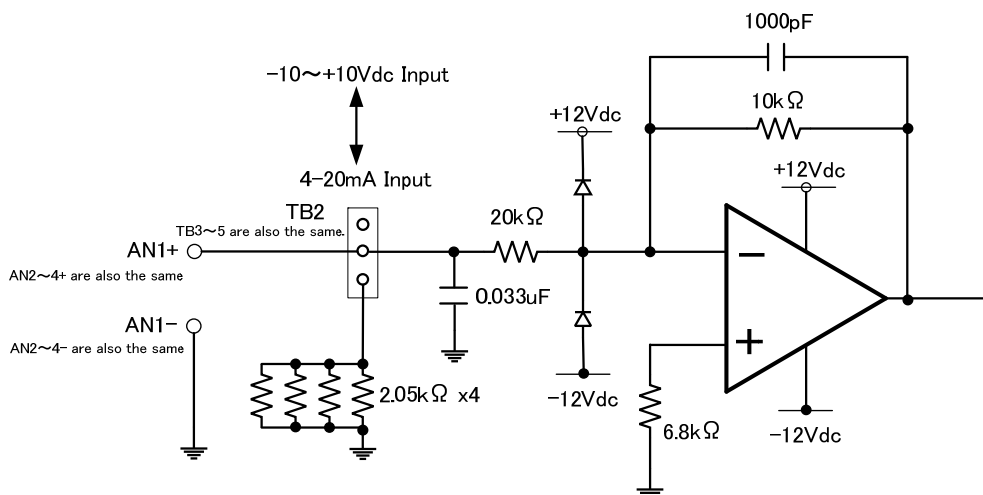 1000pF
10kΩ
-10～+10Vdc Input
+12Vdc
+12Vdc
4-20mA Input
TB2
TB3～5 are also the same.
20kΩ
AN1+
AN2～4+ are also the same
−
0.033uF
AN1-
AN2～4- are also the same
+
2.05kΩ x4
-12Vdc
6.8kΩ
-12Vdc